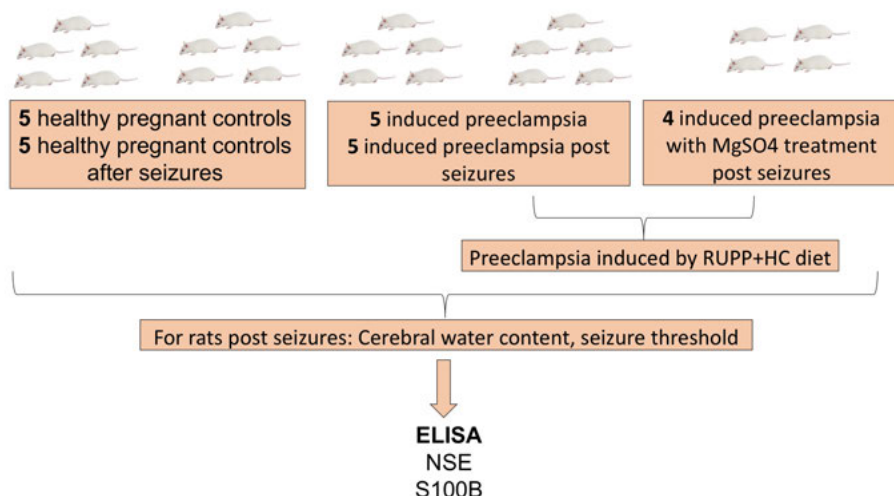 5 healthy pregnant controls
5 healthy pregnant controls
after seizures
5 induced preeclampsia
5 induced preeclampsia post
seizures
4 induced preeclampsia
with MgSO4 treatment
post seizures
Preeclampsia induced by RUPP+HC diet
For rats post seizures: Cerebral water content, seizure threshold
ELISA
NSE
S100B